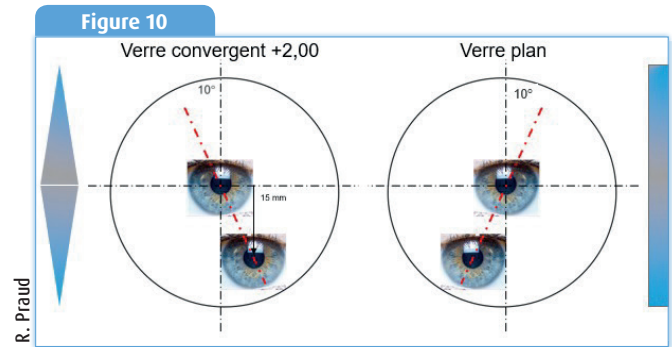 Figure 10
Verre convergent +2,00
Verre plan
10°
10°
15 mm
R. Praud